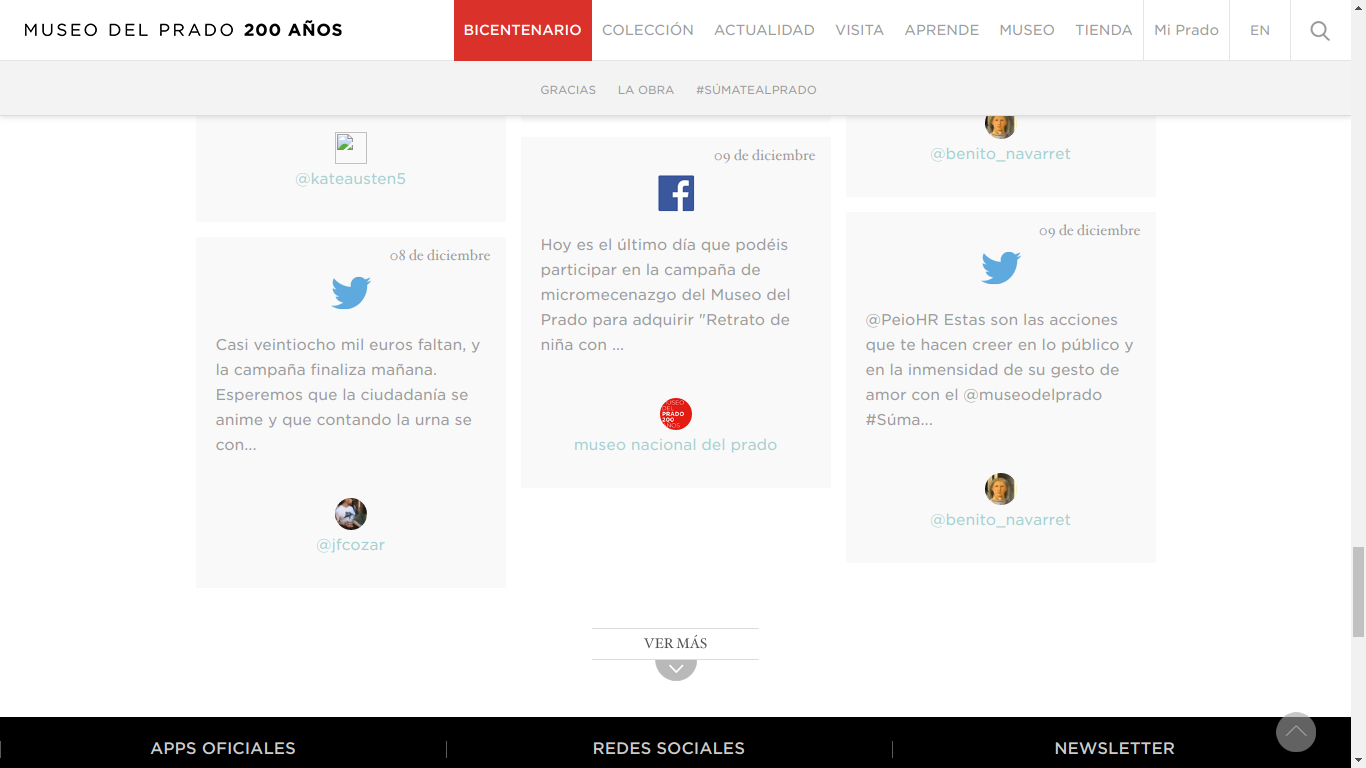 MUSEO DEL PRADO 200 AÑOS
BICENTENARIO
COLECCIÓN
ACTUALIDAD
VISITA
APRENDE
MUSEO
TIENDA
Mi Prado
EN
GRACIAS
LA OBRA
#SÚMATEALPRADO
@kateausten5
08 de diciembre
Casi veintiocho mil euros faltan, y
la campaña finaliza mañana.
Esperemos que la ciudadanía se
anime y que contando la urna se
con...
@jfcozar
09 de diciembre
Hoy es el último día que podéis
participar en la campaña de
micromecenazgo del Museo del
Prado para adquirir "Retrato de
niña con ...
MUSEO
DEL
PRADO
200
AÑOS
museo nacional del prado
@benito_navarret
09 de diciembre
@PeioHR Estas son las acciones
que te hacen creer en lo público y
en la inmensidad de su gesto de
amor con el @museodelprado
#Súma...
@benito_navarret
VER MÁS
APPS OFICIALES
REDES SOCIALES
NEWSLETTER